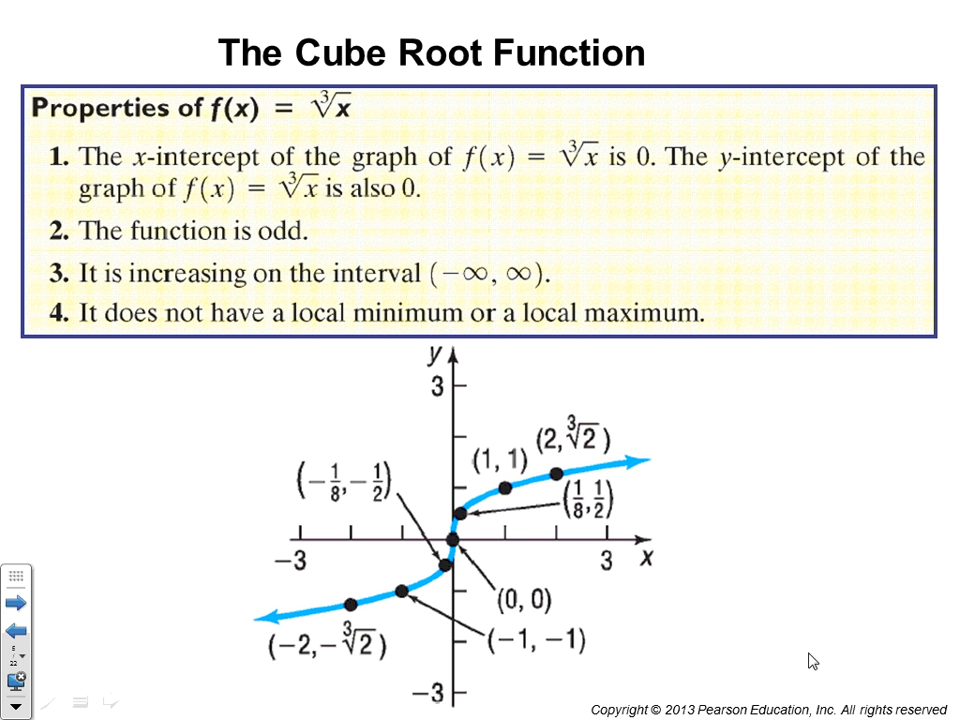 The Cube Root Function
Properties of f(x) = ∛x
1. The x-intercept of the graph of f(x) = ∛x is 0. The y-intercept of the
graph of f(x) = ∛x is also 0.
2. The function is odd.
3. It is increasing on the interval (−∞, ∞).
4. It does not have a local minimum or a local maximum.
y
3
(2, ∛2)
(1, 1)
(−1/8, −1/2)
(1/8, 1/2)
−3
3
x
(0, 0)
(−2, −∛2)
(−1, −1)
−3
5
/
22
Copyright © 2013 Pearson Education, Inc. All rights reserved